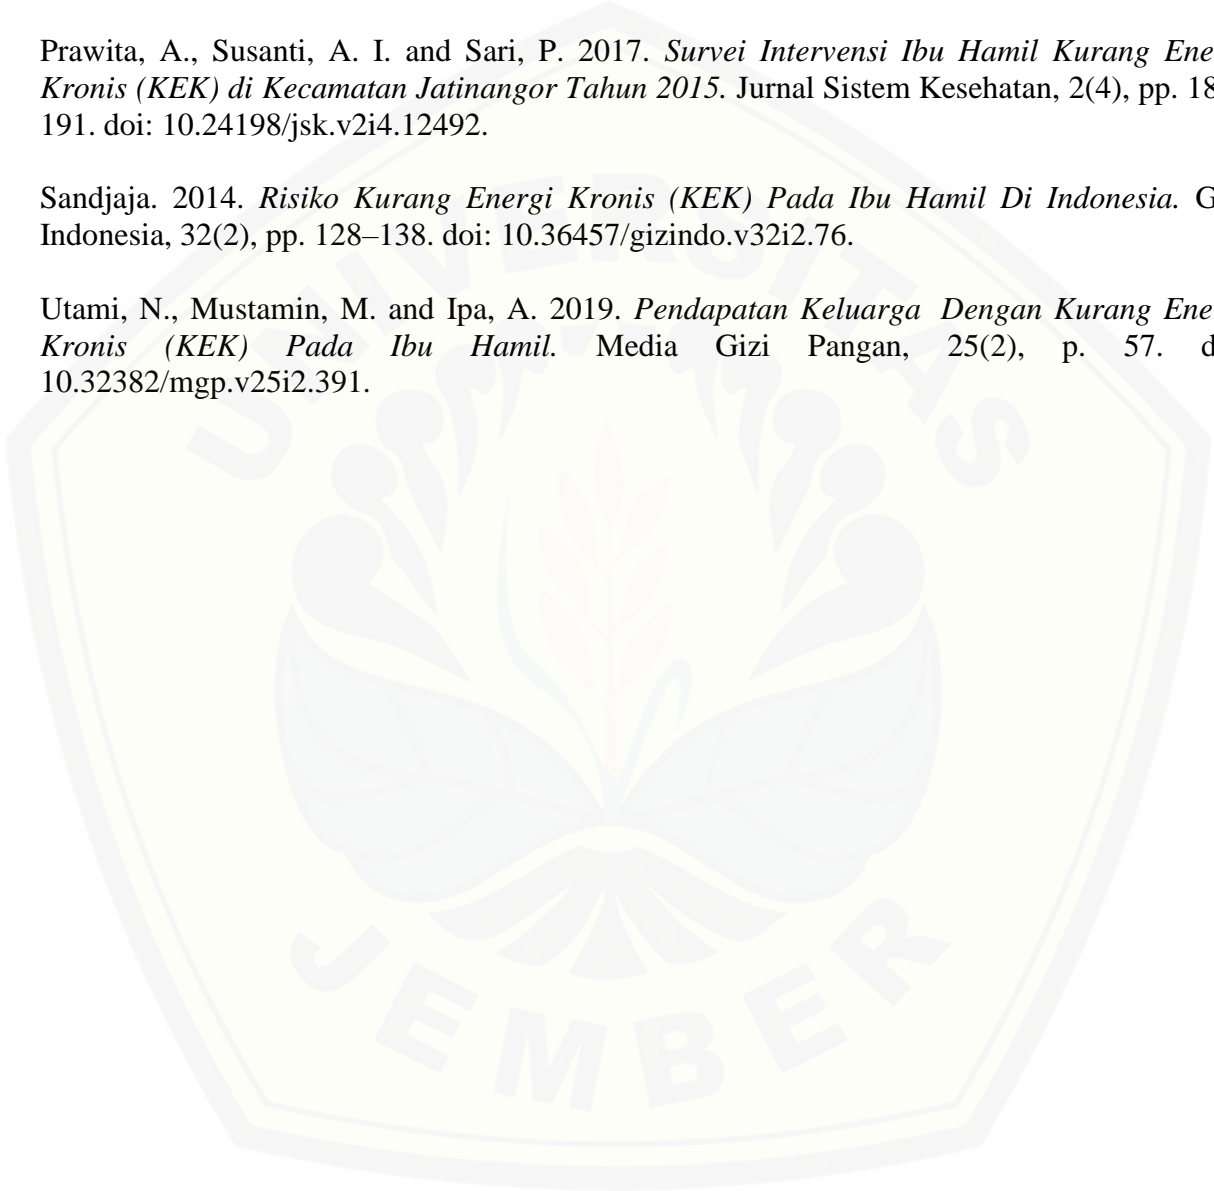 Prawita, A., Susanti, A. I. and Sari, P. 2017. Survei Intervensi Ibu Hamil Kurang Ene
Kronis (KEK) di Kecamatan Jatinangor Tahun 2015. Jurnal Sistem Kesehatan, 2(4), pp. 18
191. doi: 10.24198/jsk.v2i4.12492.
Sandjaja. 2014. Risiko Kurang Energi Kronis (KEK) Pada Ibu Hamil Di Indonesia. G
Indonesia, 32(2), pp. 128–138. doi: 10.36457/gizindo.v32i2.76.
Utami, N., Mustamin, M. and Ipa, A. 2019. Pendapatan Keluarga Dengan Kurang Ene
Kronis (KEK) Pada Ibu Hamil. Media Gizi Pangan, 25(2), p. 57. d
10.32382/mgp.v25i2.391.
UNIVERSITAS
JEMBER